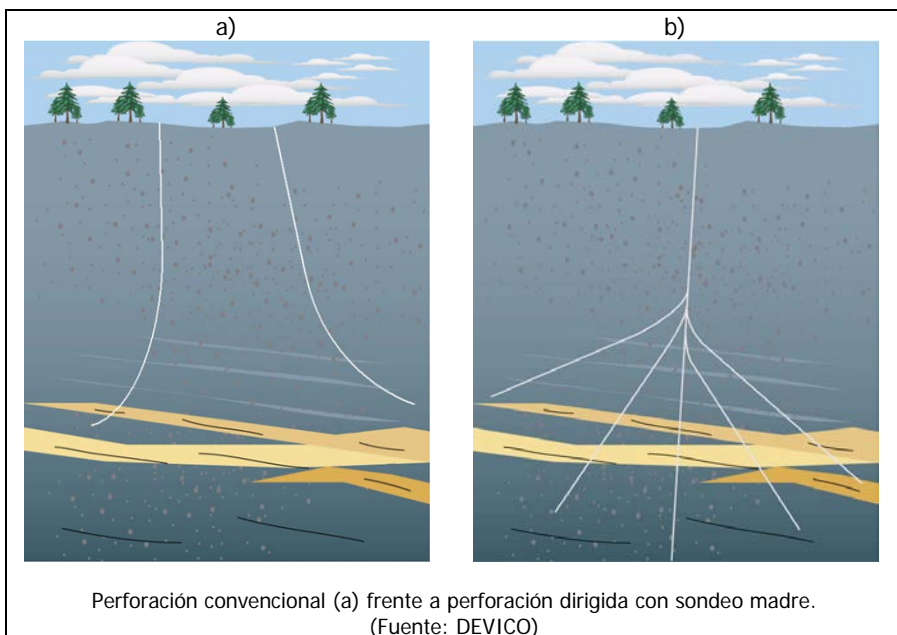 a)
b)
Perforación convencional (a) frente a perforación dirigida con sondeo madre.
(Fuente: DEVICO)